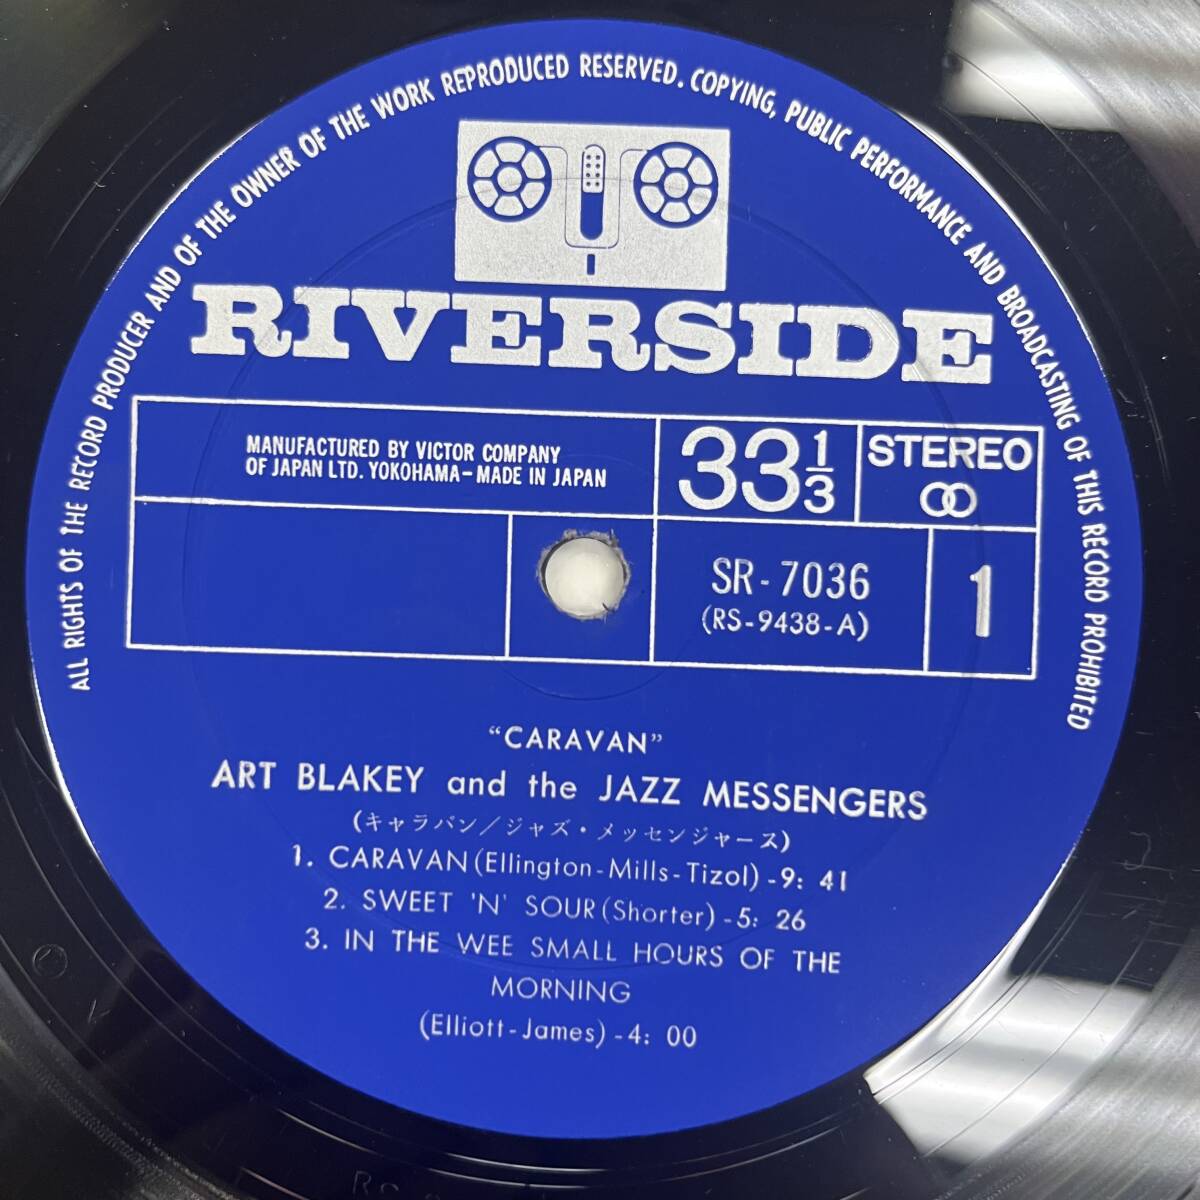 ALL RIGHTS OF THE RECORD PRODUCER AND OF THE OWNER OF THE WORK REPRODUCED RESERVED. COPYING, PUBLIC PERFORMANCE AND BROADCASTING OF THIS RECORD PROHIBITED
RIVERSIDE
MANUFACTURED BY VICTOR COMPANY
OF JAPAN LTD. YOKOHAMA-MADE IN JAPAN
33 1/3
STEREO
SR-7036
(RS-9438-A)
1
"CARAVAN"
ART BLAKEY and the JAZZ MESSENGERS
(キャラバン/ジャズ・メッセンジャース)
1. CARAVAN (Ellington-Mills-Tizol) -9: 41
2. SWEET 'N' SOUR (Shorter) -5: 26
3. IN THE WEE SMALL HOURS OF THE
MORNING
(Elliott-James) -4: 00